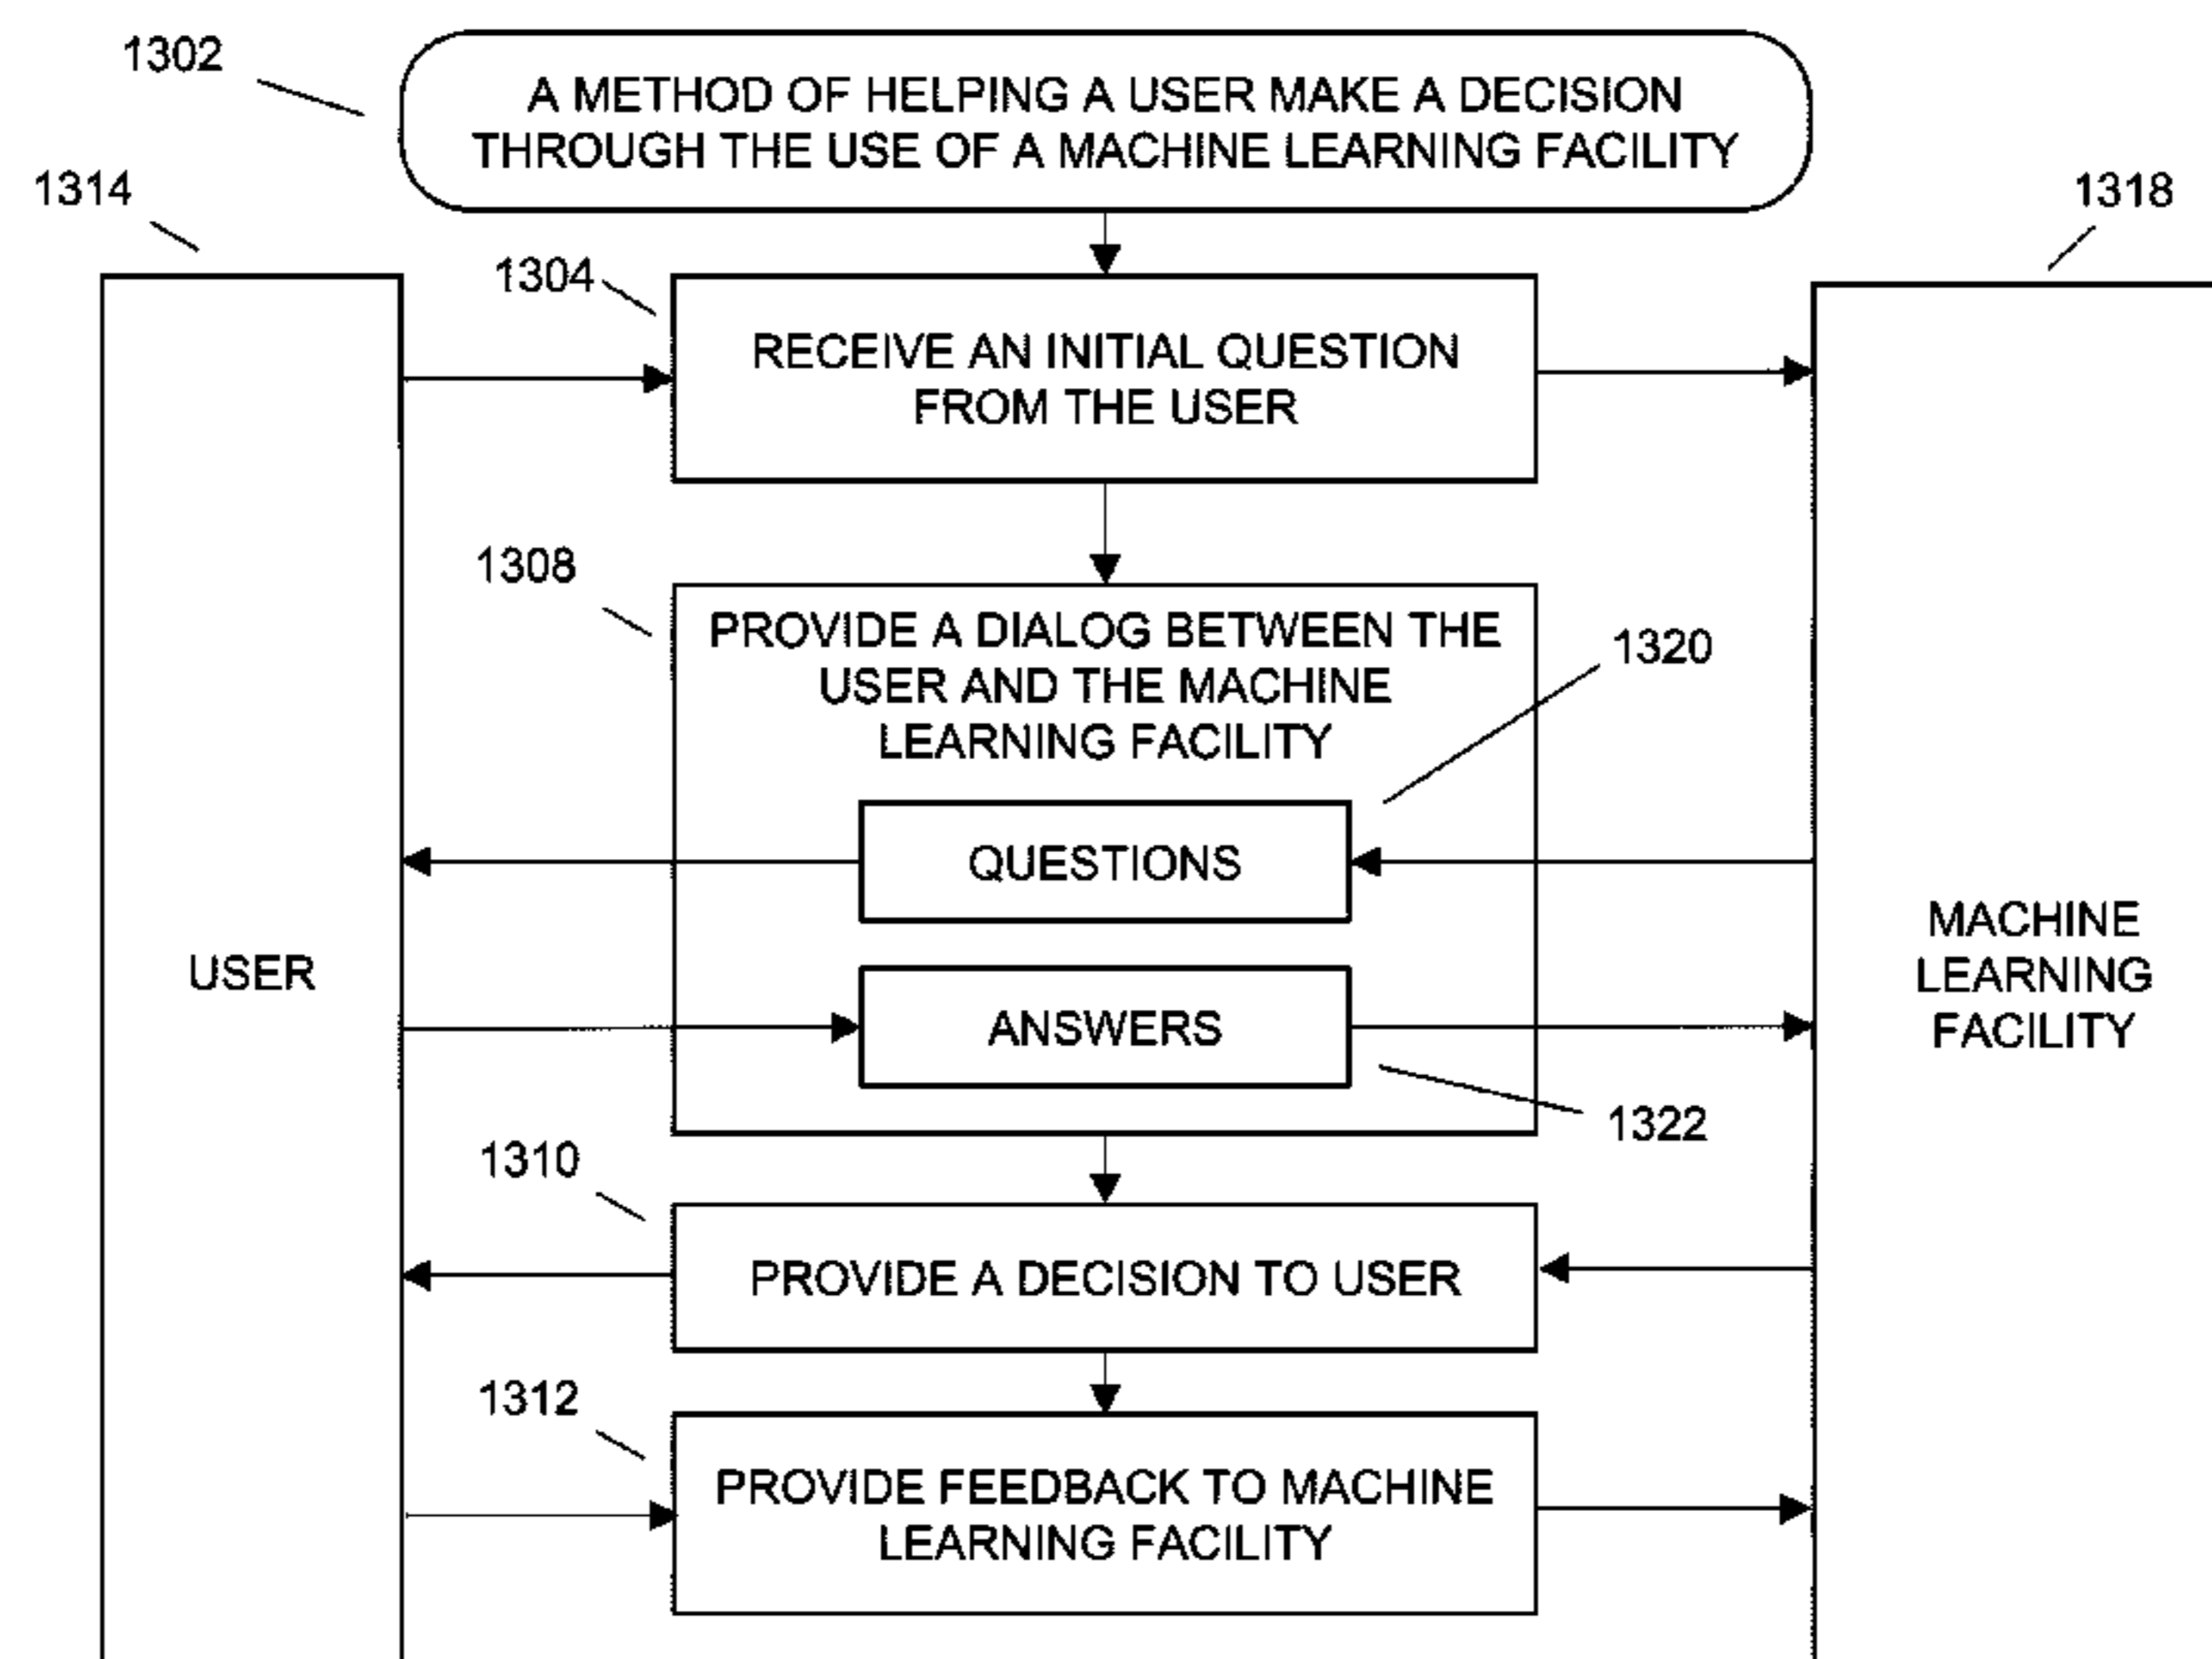 1302
A METHOD OF HELPING A USER MAKE A DECISION
THROUGH THE USE OF A MACHINE LEARNING FACILITY
1314
1318
1304
RECEIVE AN INITIAL QUESTION
FROM THE USER
1308
PROVIDE A DIALOG BETWEEN THE
USER AND THE MACHINE
LEARNING FACILITY
1320
QUESTIONS
USER
ANSWERS
MACHINE
LEARNING
FACILITY
1322
1310
PROVIDE A DECISION TO USER
1312
PROVIDE FEEDBACK TO MACHINE
LEARNING FACILITY